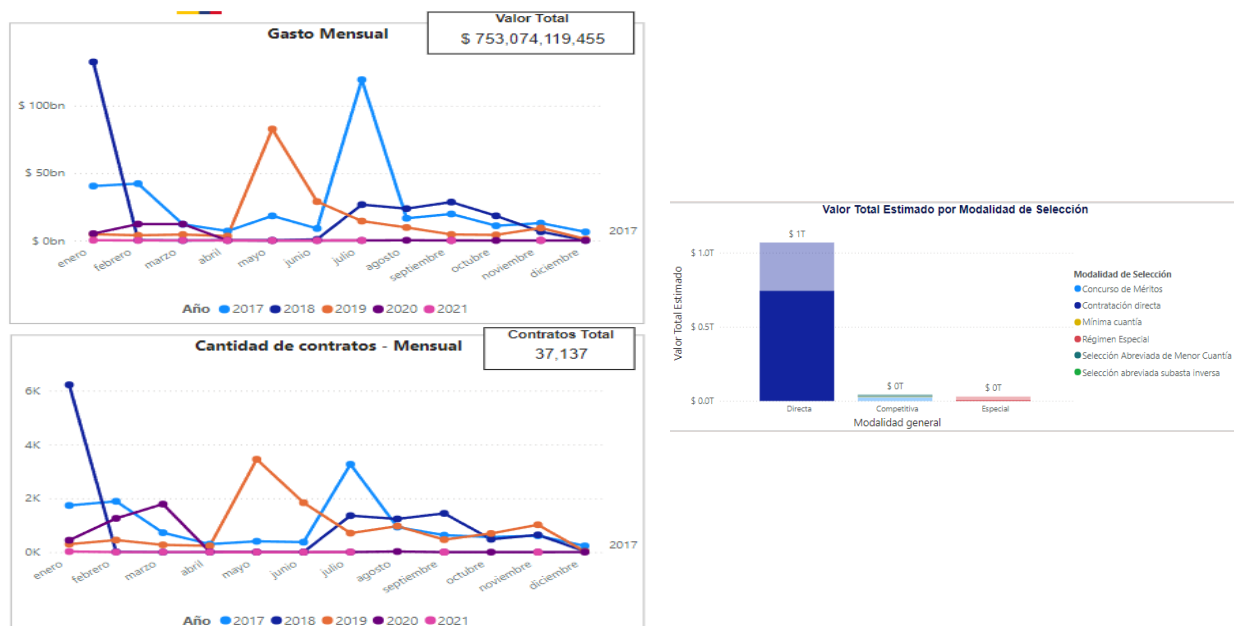 Gasto Mensual
Valor Total
$ 753,074,119,455
$ 100bn
$ 50bn
$ 0bn
enero
febrero
marzo
abril
mayo
junio
julio
agosto
septiembre
octubre
noviembre
diciembre
2017
Año 2017 2018 2019 2020 2021
Cantidad de contratos - Mensual
Contratos Total
37,137
6K
4K
2K
0K
enero
febrero
marzo
abril
mayo
junio
julio
agosto
septiembre
octubre
noviembre
diciembre
2017
Año 2017 2018 2019 2020 2021
Valor Total Estimado por Modalidad de Selección
Valor Total Estimado
$ 1.0T
$ 0.5T
$ 0.0T
$ 1T
$ 0T
$ 0T
Directa
Competitiva
Especial
Modalidad general
Modalidad de Selección
Concurso de Méritos
Contratación directa
Mínima cuantía
Régimen Especial
Selección Abreviada de Menor Cuantía
Selección abreviada subasta inversa